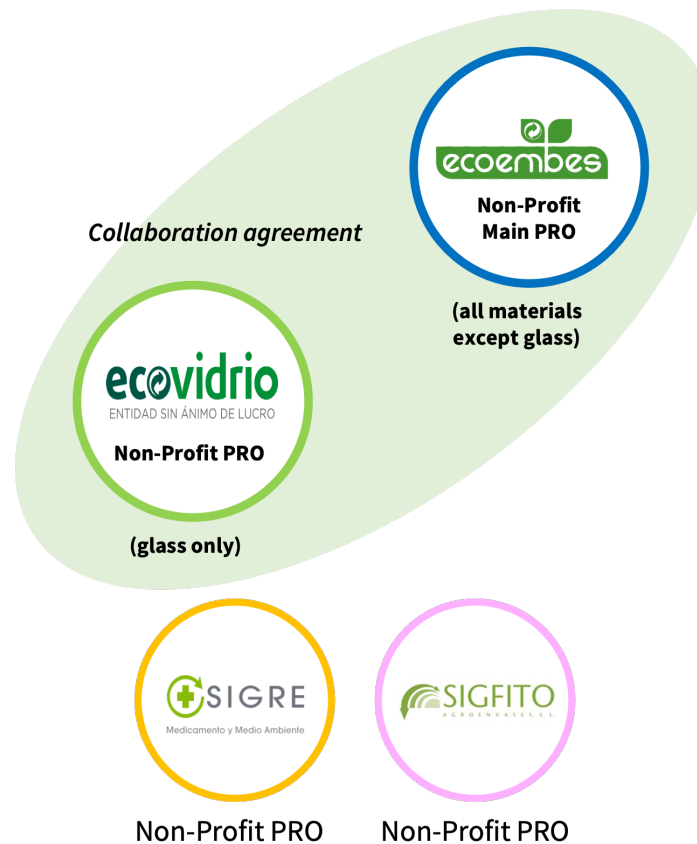 ecoembes
Non-Profit
Main PRO
Collaboration agreement
(all materials
except glass)
ecovidrio
ENTIDAD SIN ÁNIMO DE LUCRO
Non-Profit PRO
(glass only)
SIGRE
Medicamento y Medio Ambiente
SIGFITO
AGROENVASES, S.L.
Non-Profit PRO
Non-Profit PRO